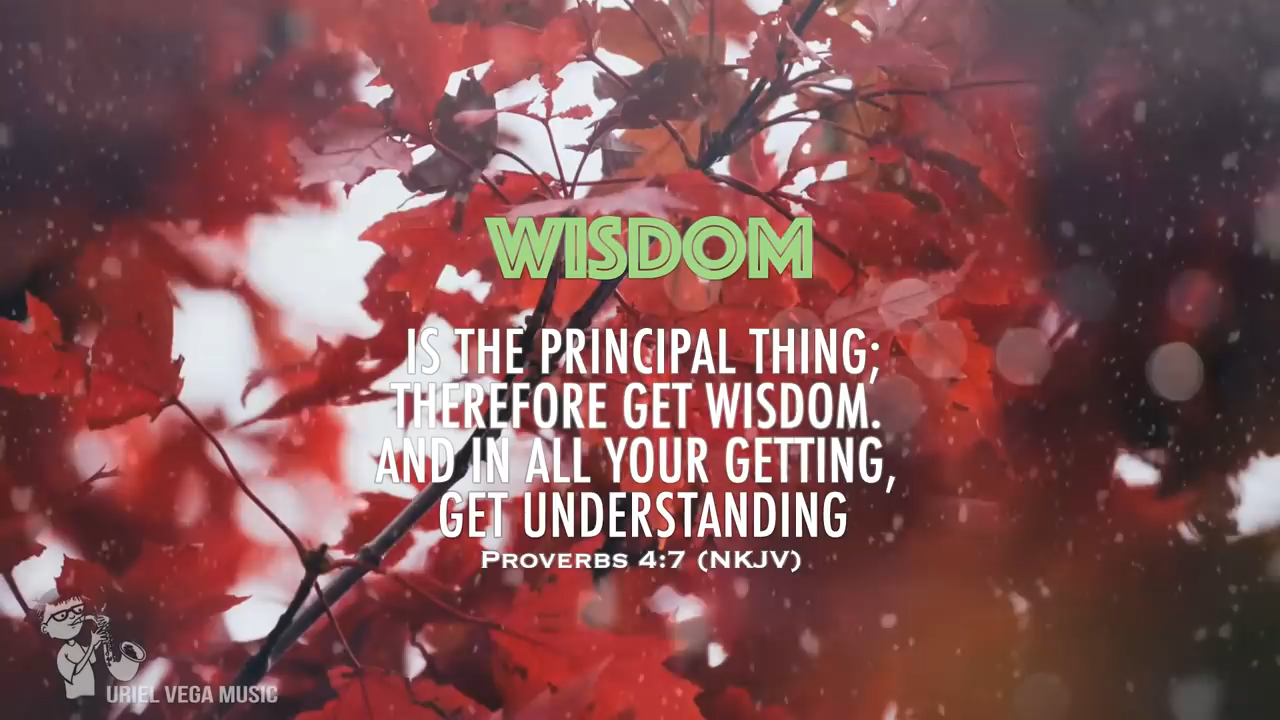 WISDOM
IS THE PRINCIPAL THING;
THEREFORE GET WISDOM.
AND IN ALL YOUR GETTING,
GET UNDERSTANDING
PROVERBS 4:7 (NKJV)
URIEL VEGA MUSIC